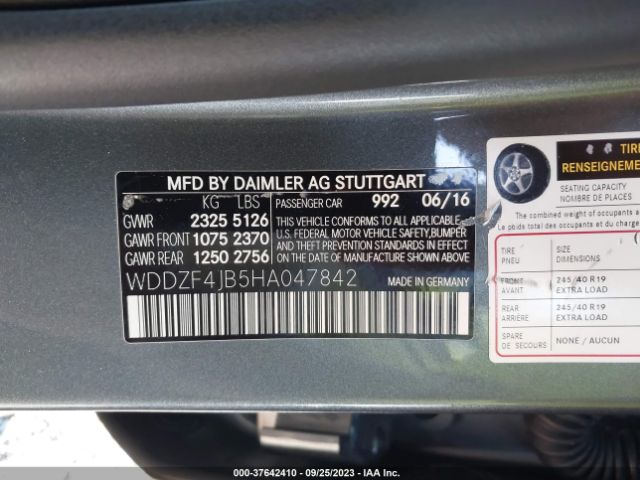 MFD BY DAIMLER AG STUTTGART
KG LBS PASSENGER CAR 992 06/16
GVWR 2325 5126
GAWR FRONT 1075 2370
GAWR REAR 1250 2756
THIS VEHICLE CONFORMS TO ALL APPLICABLE
U.S. FEDERAL MOTOR VEHICLE SAFETY, BUMPER
AND THEFT PREVENTION STANDARDS IN EFFECT
ON THE DATE OF MANUFACTURE SHOWN ABOVE.
WDDZF4JB5HA047842 MADE IN GERMANY
TIRE
RENSEIGNEME
SEATING CAPACITY
NOMBRE DE PLACES
The combined weight of occupants a
Le poids total des occupants et du c
TIRE SIZE
PNEU DIMENSIONS
FRONT 245/40 R19
AVANT EXTRA LOAD
REAR 245/40 R19
ARRIÈRE EXTRA LOAD
SPARE NONE / AUCUN
DE SECOURS
000-37642410 - 09/25/2023 - IAA Inc.